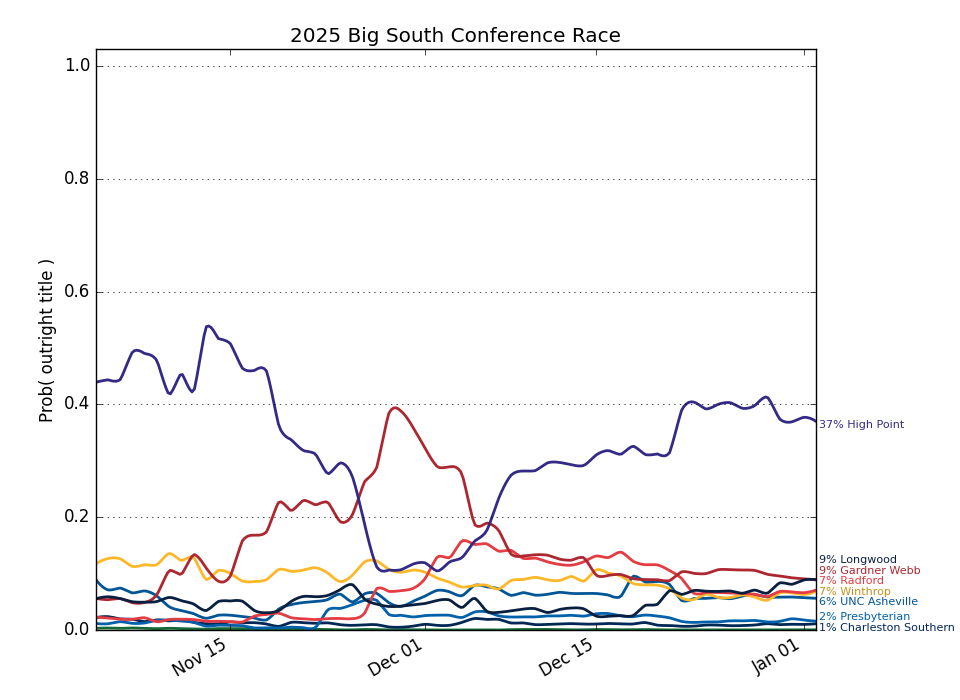 2025 Big South Conference Race
Prob( outright title )
1.0
0.8
0.6
0.4
0.2
0.0
Nov 15
Dec 01
Dec 15
Jan 01
37% High Point
9% Longwood
9% Gardner Webb
7% Radford
7% Winthrop
6% UNC Asheville
2% Presbyterian
1% Charleston Southern